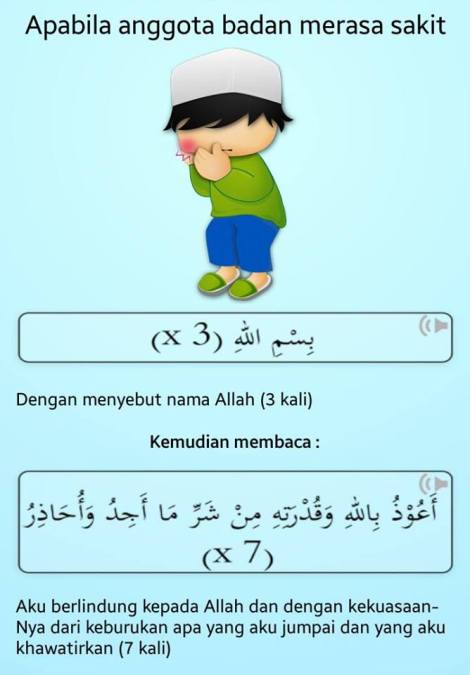 Apabila anggota badan merasa sakit
بِسْمِ اللهِ (3 x)
Dengan menyebut nama Allah (3 kali)
Kemudian membaca :
أَعُوْذُ بِاللهِ وَقُدْرَتِهِ مِنْ شَرِّ مَا أَجِدُ وَأُحَاذِرُ
(7 x)
Aku berlindung kepada Allah dan dengan kekuasaan-
Nya dari keburukan apa yang aku jumpai dan yang aku
khawatirkan (7 kali)